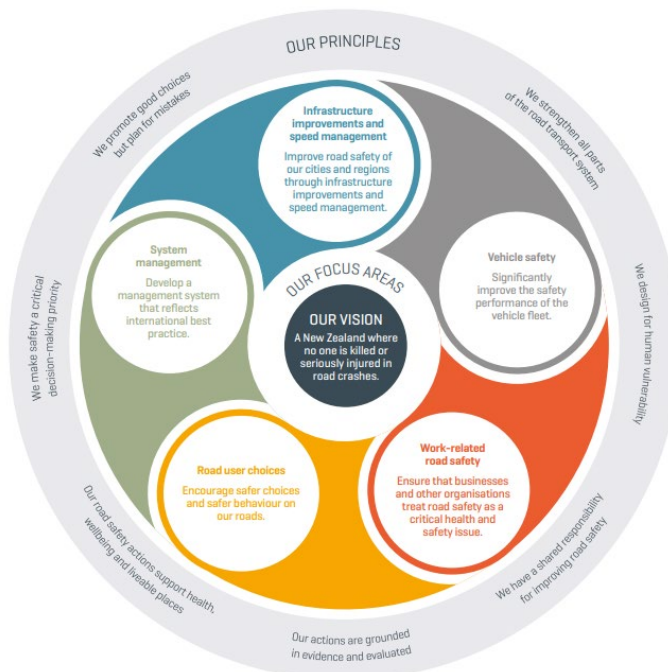 OUR PRINCIPLES
We promote good choices
but plan for mistakes
We strengthen all parts
of the road transport system
Infrastructure
improvements and
speed management
Improve road safety of
our cities and regions
through infrastructure
improvements and
speed management.
System
management
Develop a
management system
that reflects
international best
practice.
Vehicle safety
Significantly
improve the safety
performance of the
vehicle fleet.
OUR FOCUS AREAS
OUR VISION
A New Zealand where
no one is killed or
seriously injured in
road crashes.
We make safety a critical
decision-making priority
We design for human vulnerability
Road user choices
Encourage safer choices
and safer behaviour on
our roads.
Work-related
road safety
Ensure that businesses
and other organisations
treat road safety as a
critical health and
safety issue.
Our road safety actions support health,
wellbeing and liveable places
We have a shared responsibility
for improving road safety
Our actions are grounded
in evidence and evaluated